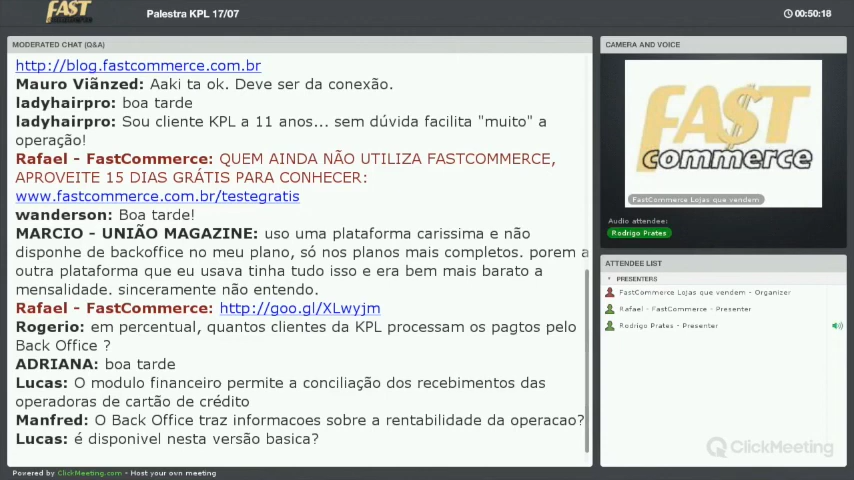 FAST
Palestra KPL 17/07
00:50:18
MODERATED CHAT (Q&A)
http://blog.fastcommerce.com.br
Mauro Viãnzed: Aaki ta ok. Deve ser da conexão.
ladyhairpro: boa tarde
ladyhairpro: Sou cliente KPL a 11 anos... sem dúvida facilita "muito" a
operação!
Rafael - FastCommerce: QUEM AINDA NÃO UTILIZA FASTCOMMERCE,
APROVEITE 15 DIAS GRÁTIS PARA CONHECER:
www.fastcommerce.com.br/testegratis
wanderson: Boa tarde!
MARCIO - UNIÃO MAGAZINE: uso uma plataforma carissima e não
disponhe de backoffice no meu plano, só nos planos mais completos. porem a
outra plataforma que eu usava tinha tudo isso e era bem mais barato a
mensalidade. sinceramente não entendo.
Rafael - FastCommerce: http://goo.gl/XLwyjm
Rogerio: em percentual, quantos clientes da KPL processam os pagtos pelo
Back Office ?
ADRIANA: boa tarde
Lucas: O modulo financeiro permite a conciliação dos recebimentos das
operadoras de cartão de crédito
Manfred: O Back Office traz informacoes sobre a rentabilidade da operacao?
Lucas: é disponivel nesta versão basica?
CAMERA AND VOICE
FA$T
commerce
FastCommerce Lojas que vendem
Audio attendee:
Rodrigo Prates
ATTENDEE LIST
PRESENTERS
FastCommerce Lojas que vendem - Organizer
Rafael - FastCommerce - Presenter
Rodrigo Prates - Presenter
ClickMeeting
Powered by ClickMeeting.com - Host your own meeting